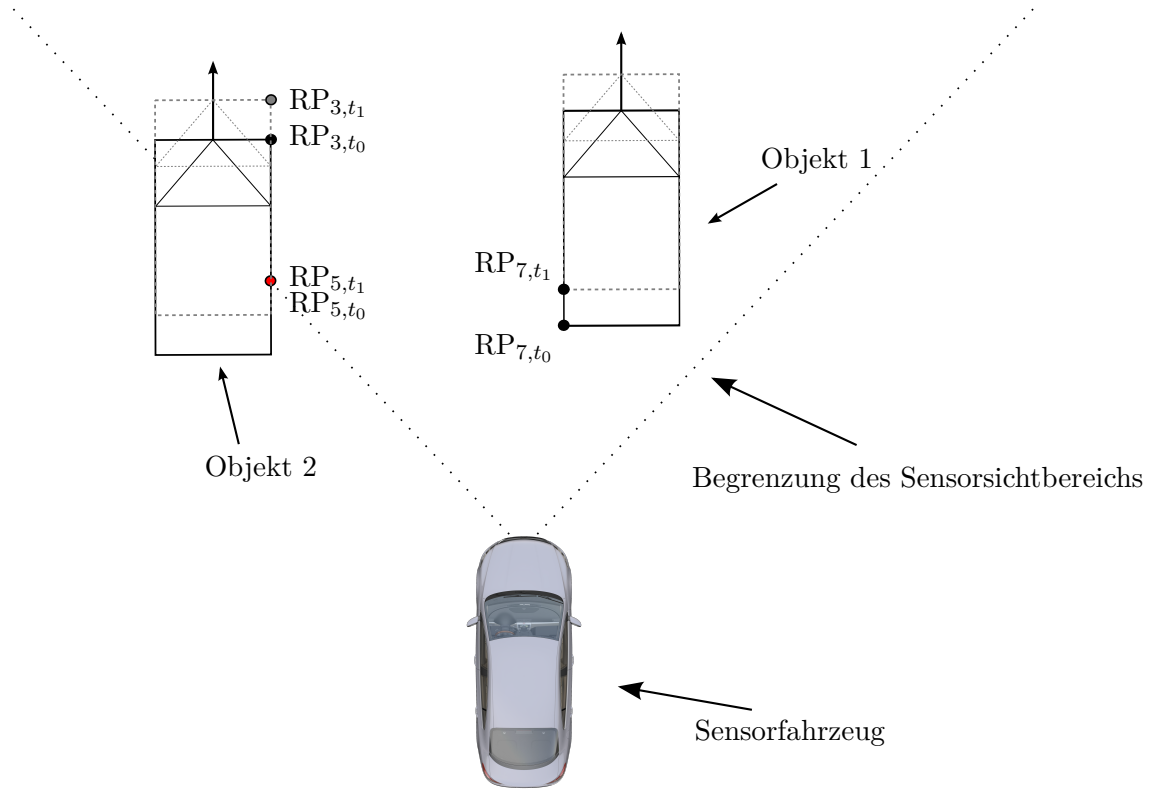 RP3,t1
RP3,t0
Objekt 1
RP7,t1
RP5,t1
RP5,t0
RP7,t0
Objekt 2
Begrenzung des Sensorsichtbereichs
Sensorfahrzeug